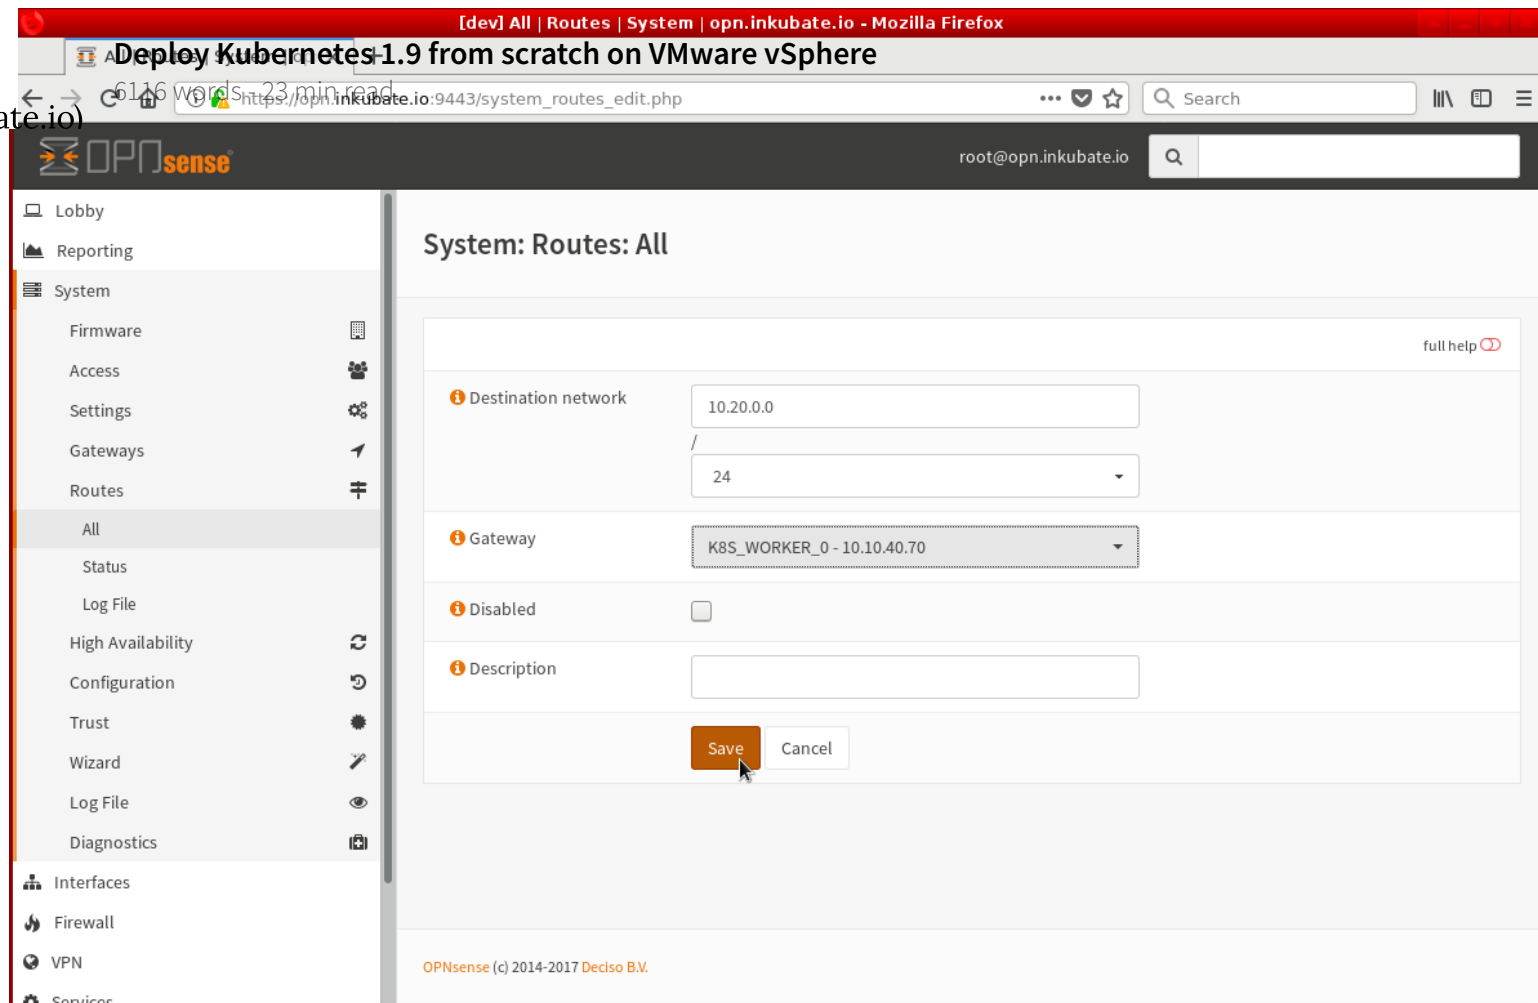 [dev] All | Routes | System | opn.inkubate.io - Mozilla Firefox
Deploy Kubernetes 1.9 from scratch on VMware vSphere
6116 words - 23 min read
https://opn.inkubate.io:9443/system_routes_edit.php
Search
ate.io)
OPNsense
root@opn.inkubate.io
Lobby
Reporting
System
Firmware
Access
Settings
Gateways
Routes
All
Status
Log File
High Availability
Configuration
Trust
Wizard
Log File
Diagnostics
Interfaces
Firewall
VPN
Services
System: Routes: All
full help
Destination network
10.20.0.0
/
24
Gateway
K8S_WORKER_0 - 10.10.40.70
Disabled
Description
Save
Cancel
OPNsense (c) 2014-2017 Deciso B.V.